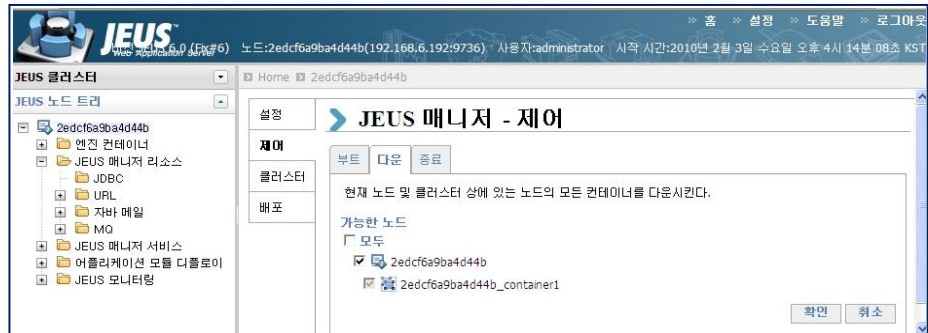 » 홈 » 설정 » 도움말 » 로그아웃
JEUS™
Web Application Server
JEUS 6.0 (Fix#6) 노드:2edcf6a9ba4d44b(192.168.6.192:9736) 사용자:administrator 시작 시간:2010년 2월 3일 수요일 오후 4시 14분 08초 KST
JEUS 클러스터
Home 2edcf6a9ba4d44b
JEUS 노드 트리
2edcf6a9ba4d44b
엔진 컨테이너
JEUS 매니저 리소스
JDBC
URL
자바 메일
MQ
JEUS 매니저 서비스
어플리케이션 모듈 디플로이
JEUS 모니터링
설정
제어
클러스터
배포
JEUS 매니저 - 제어
부트 다운 종료
현재 노드 및 클러스터 상에 있는 노드의 모든 컨테이너를 다운시킨다.
가능한 노드
모두
2edcf6a9ba4d44b
2edcf6a9ba4d44b_container1
확인 취소